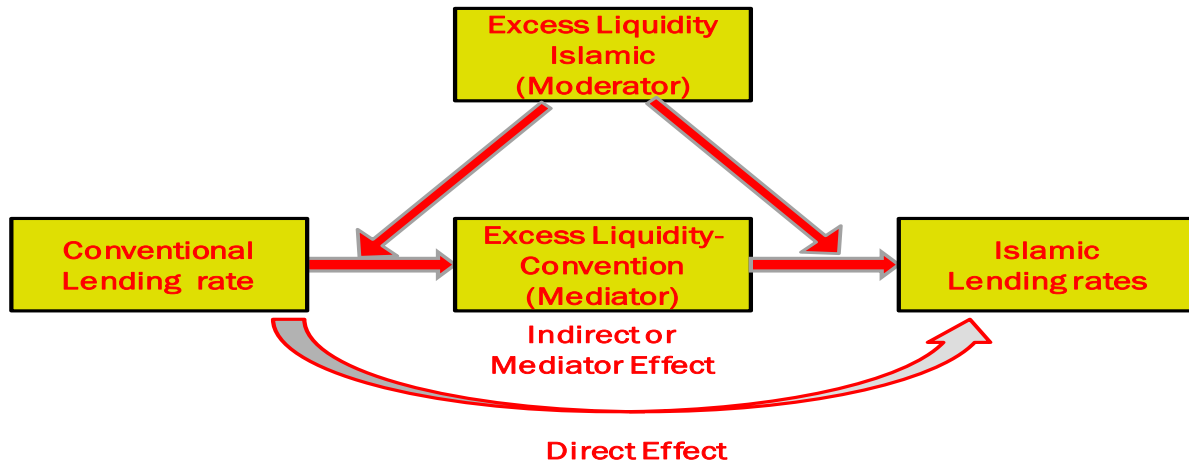 Excess Liquidity
Islamic
(Moderator)
Conventional
Lending rate
Excess Liquidity-
Convention
(Mediator)
Islamic
Lending rates
Indirect or
Mediator Effect
Direct Effect